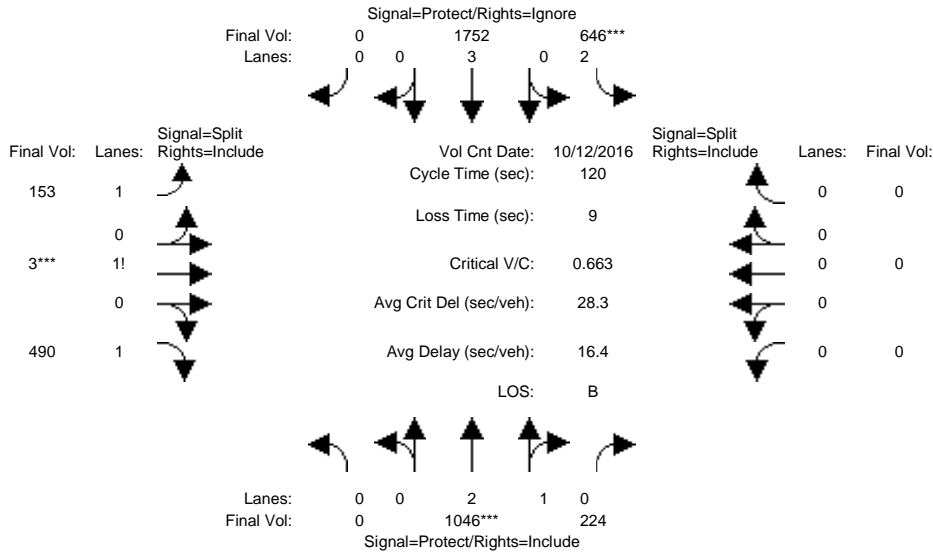 Signal=Protect/Rights=Ignore
Final Vol: 0 1752 646***
Lanes: 0 0 3 0 2
Signal=Split
Final Vol: Lanes: Rights=Include
Vol Cnt Date: 10/12/2016
Signal=Split
Rights=Include Lanes: Final Vol:
Cycle Time (sec): 120
153 1 0 0
Loss Time (sec): 9
0 0
3*** 1! Critical V/C: 0.663 0 0
0 Avg Crit Del (sec/veh): 28.3 0
490 1 Avg Delay (sec/veh): 16.4 0 0
LOS: B
Lanes: 0 0 2 1 0
Final Vol: 0 1046*** 224
Signal=Protect/Rights=Include